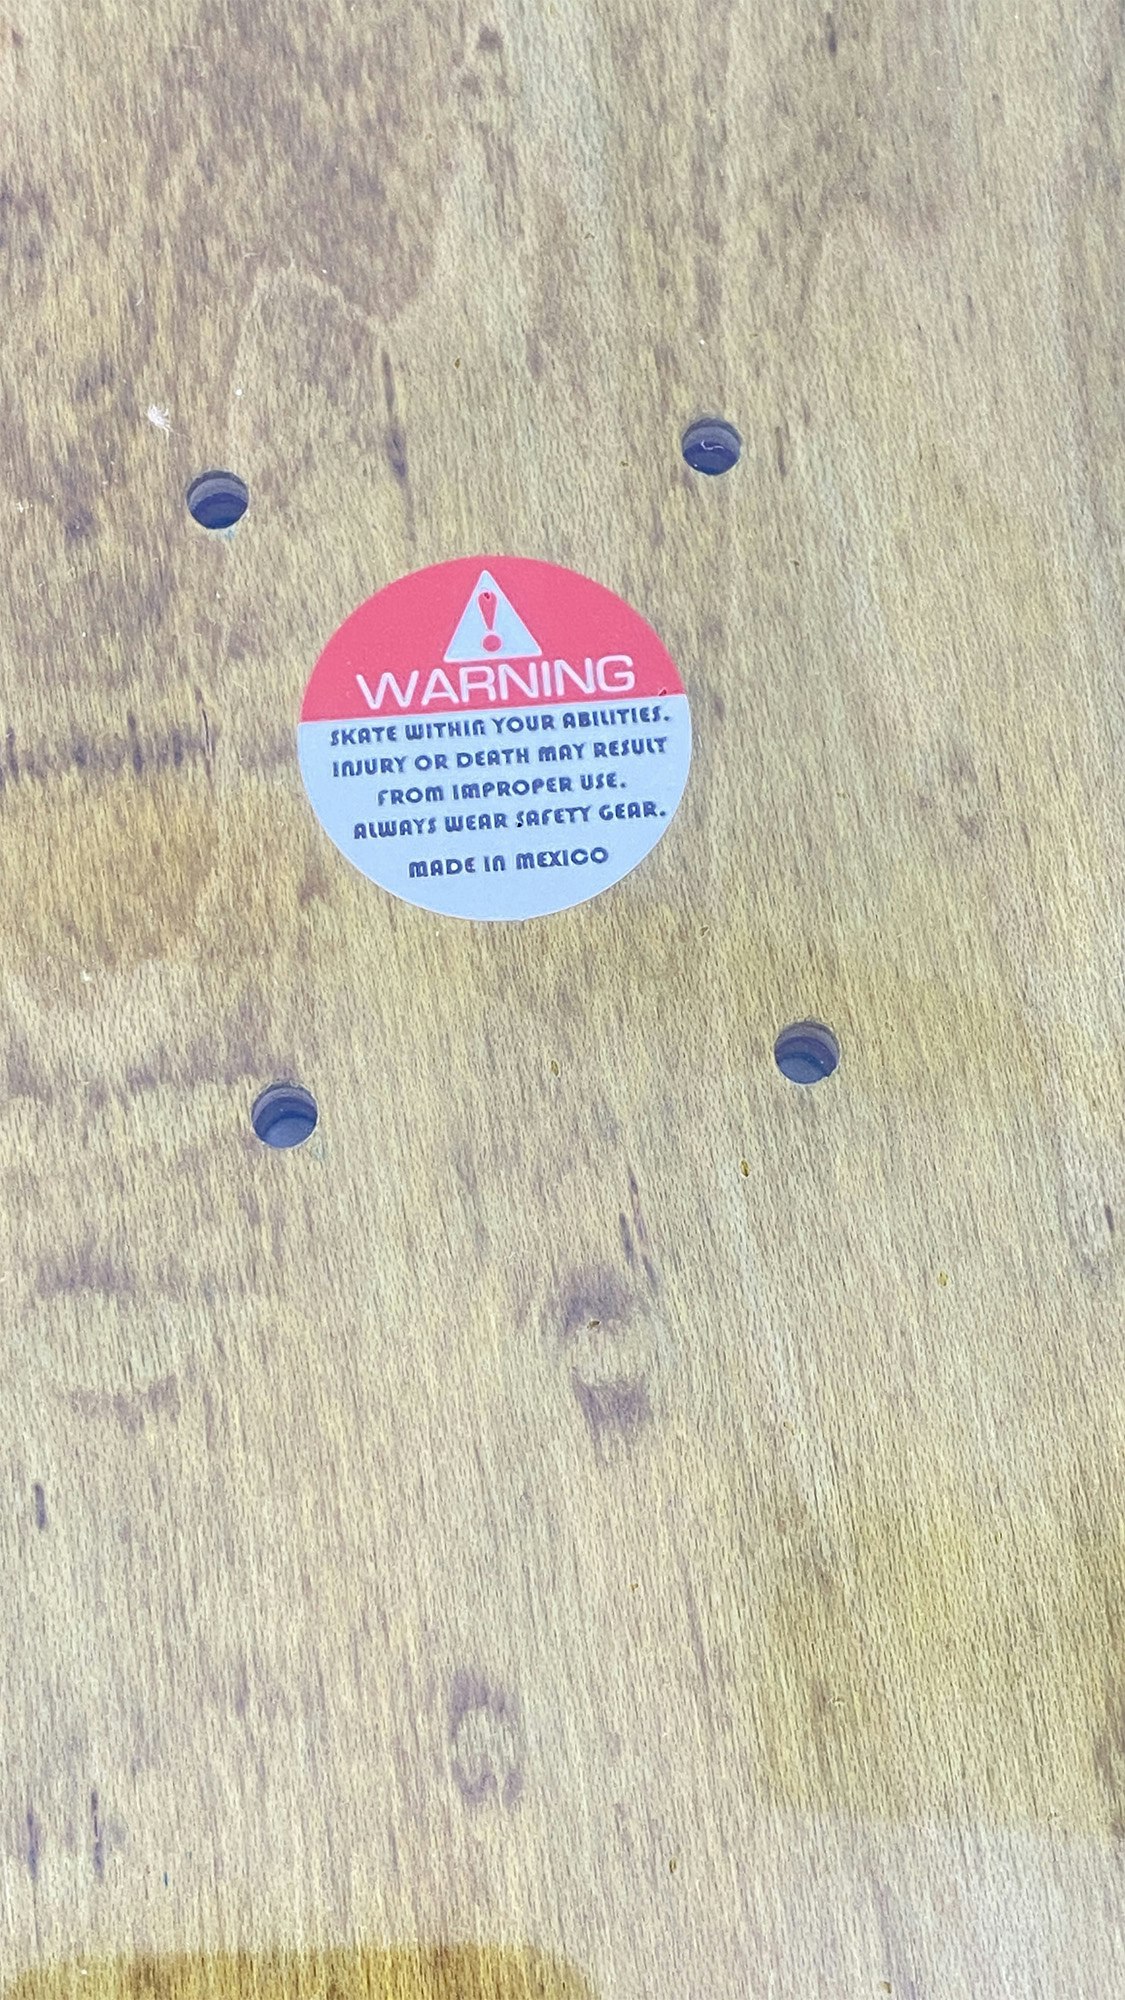 WARNING
SKATE WITHIN YOUR ABILITIES.
INJURY OR DEATH MAY RESULT
FROM IMPROPER USE.
ALWAYS WEAR SAFETY GEAR.
MADE IN MEXICO